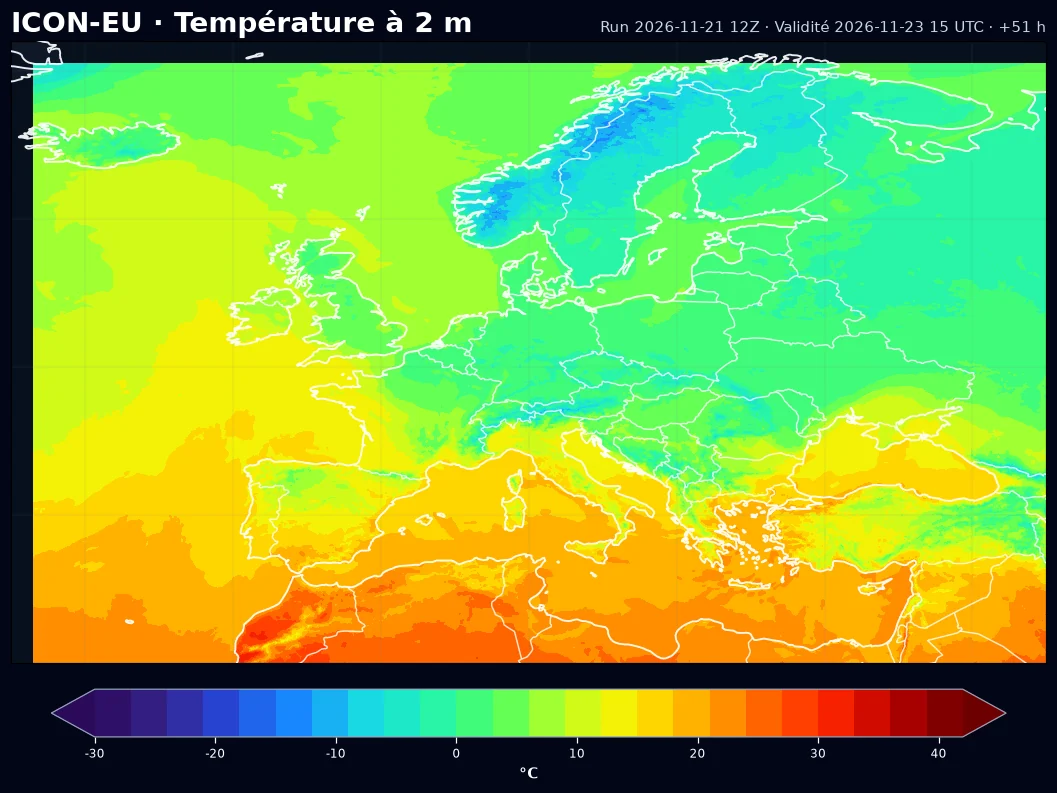 ICON-EU · Température à 2 m
Run 2026-11-21 12Z · Validité 2026-11-23 15 UTC · +51 h
-30 -20 -10 0 10 20 30 40
°C